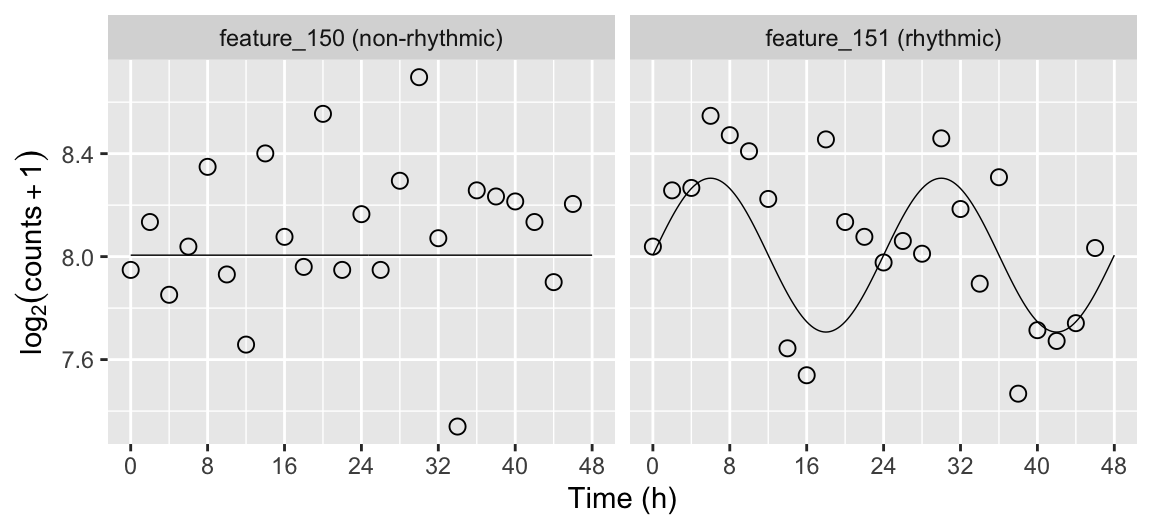 feature_150 (non-rhythmic)
feature_151 (rhythmic)
log₂(counts + 1)
8.4
8.0
7.6
0 8 16 24 32 40 48
0 8 16 24 32 40 48
Time (h)